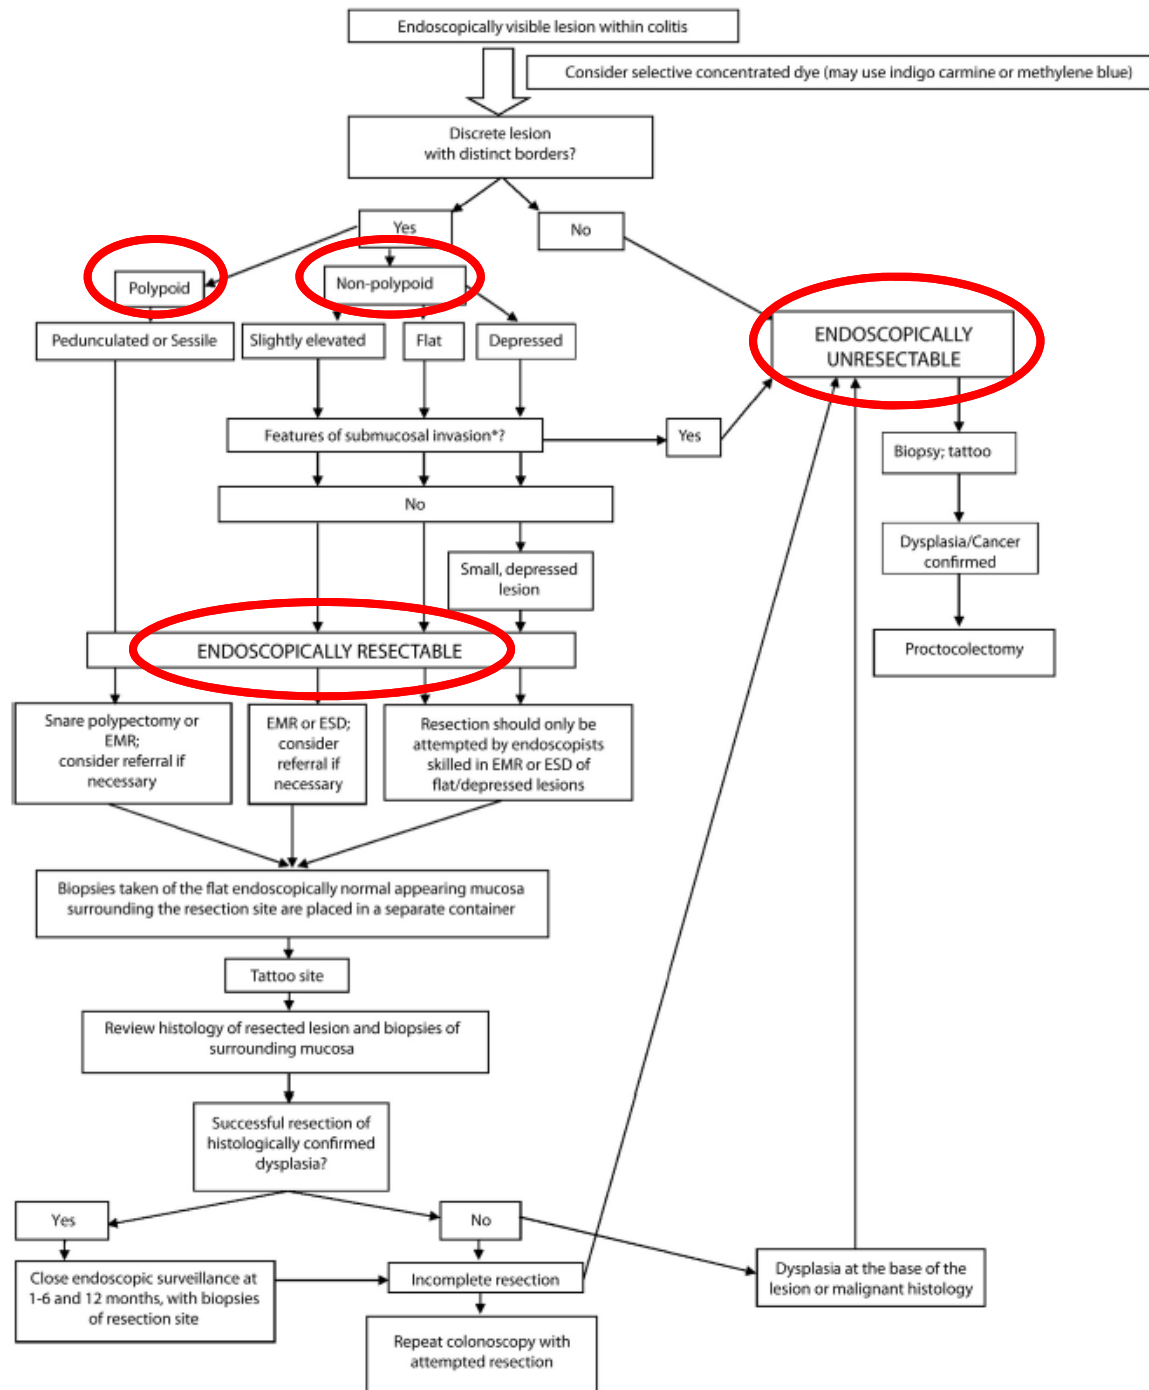 Endoscopically visible lesion within colitis
Consider selective concentrated dye (may use indigo carmine or methylene blue)
Discrete lesion
with distinct borders?
Yes
No
Polypoid
Non-polypoid
ENDOSCOPICALLY
UNRESECTABLE
Pedunculated or Sessile
Slightly elevated
Flat
Depressed
Features of submucosal invasion*?
Yes
Biopsy; tattoo
No
Dysplasia/Cancer
confirmed
Small, depressed
lesion
Proctocolectomy
ENDOSCOPICALLY RESECTABLE
Snare polypectomy or
EMR;
consider referral if
necessary
EMR or ESD;
consider
referral if
necessary
Resection should only be
attempted by endoscopists
skilled in EMR or ESD of
flat/depressed lesions
Biopsies taken of the flat endoscopically normal appearing mucosa
surrounding the resection site are placed in a separate container
Tattoo site
Review histology of resected lesion and biopsies of
surrounding mucosa
Successful resection of
histologically confirmed
dysplasia?
Yes
No
Close endoscopic surveillance at
1-6 and 12 months, with biopsies
of resection site
Incomplete resection
Dysplasia at the base of the
lesion or malignant histology
Repeat colonoscopy with
attempted resection